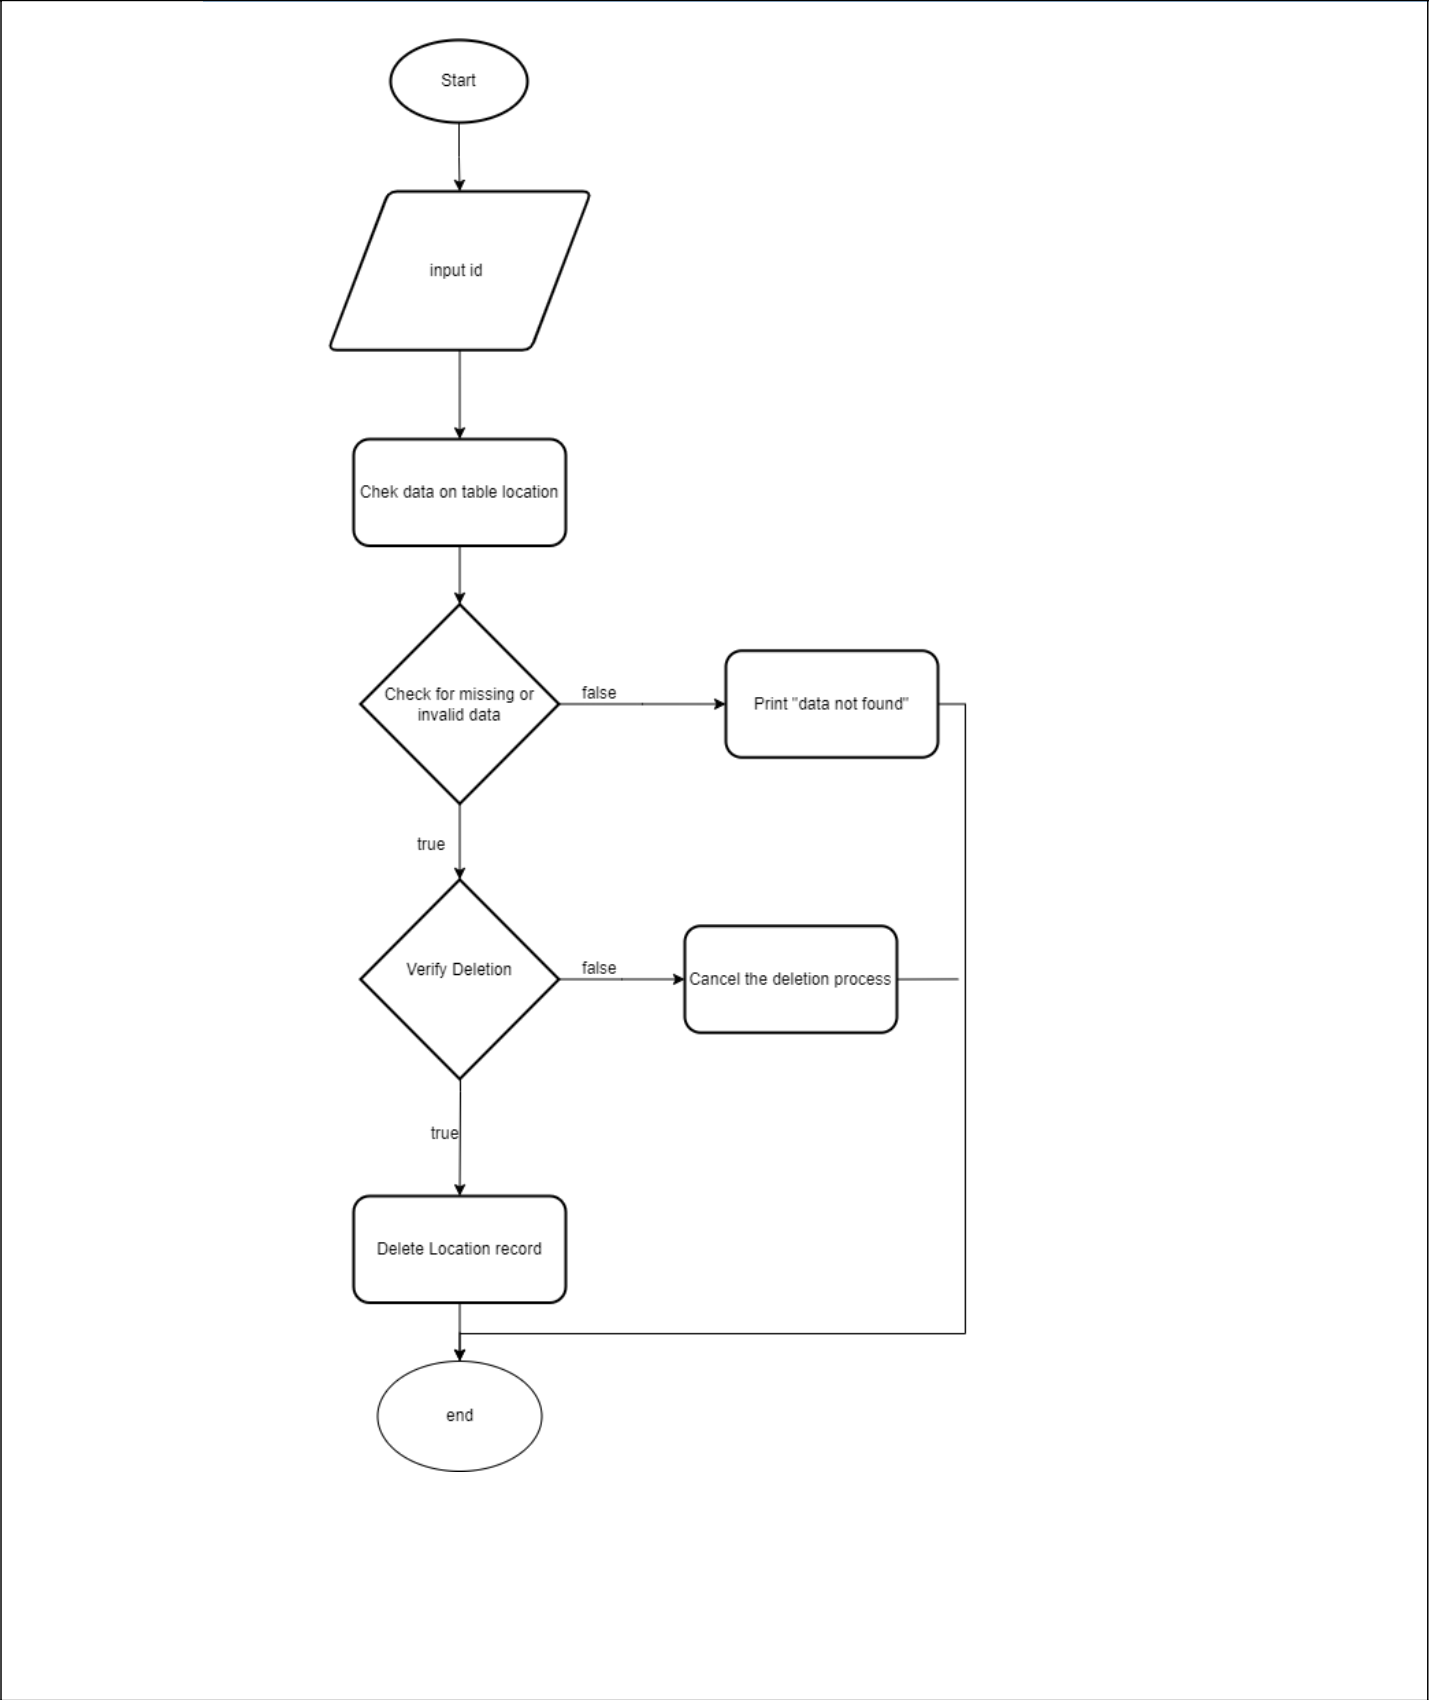 Start
input id
Chek data on table location
Check for missing or
invalid data
false
Print "data not found"
true
Verify Deletion
false
Cancel the deletion process
true
Delete Location record
end